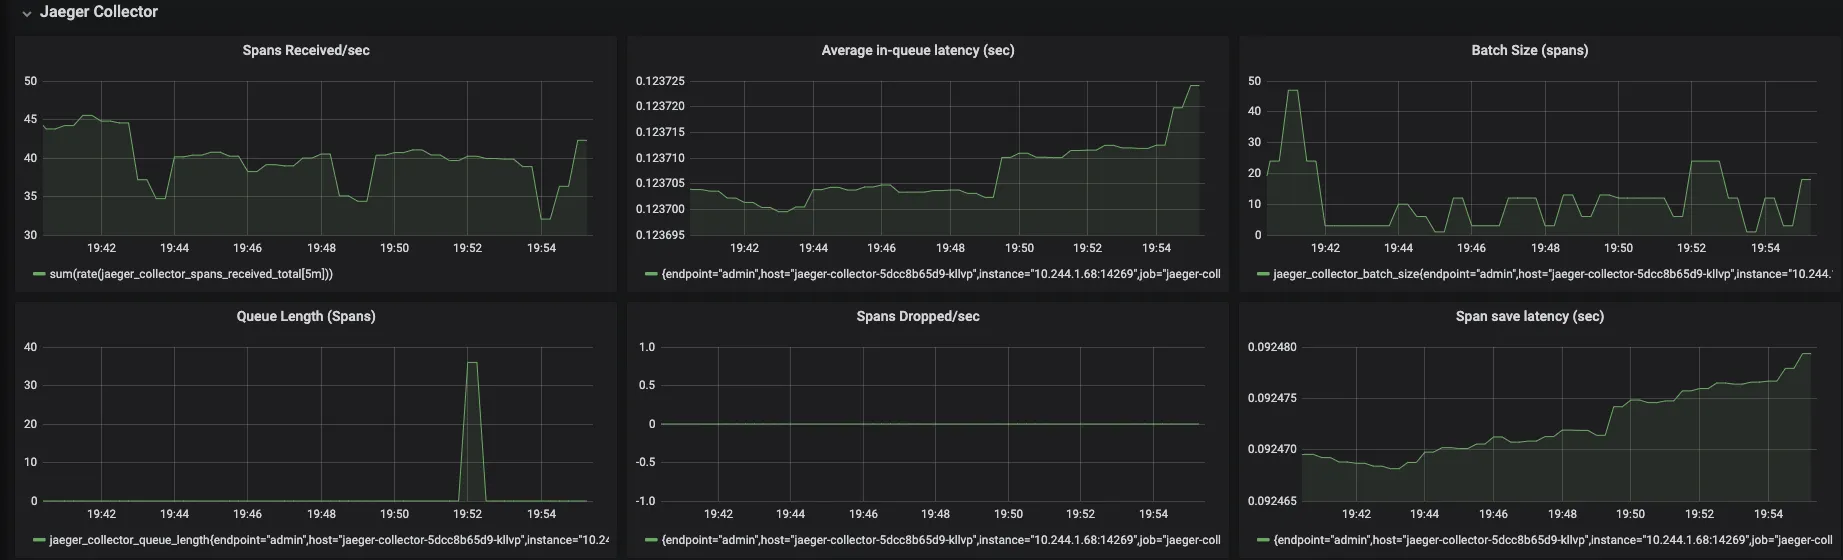 Jaeger Collector
Spans Received/sec
50
45
40
35
30
19:42 19:44 19:46 19:48 19:50 19:52 19:54
sum(rate(jaeger_collector_spans_received_total[5m]))
Average in-queue latency (sec)
0.123725
0.123720
0.123715
0.123710
0.123705
0.123700
0.123695
19:42 19:44 19:46 19:48 19:50 19:52 19:54
{endpoint="admin",host="jaeger-collector-5dcc8b65d9-kllvp",instance="10.244.1.68:14269",job="jaeger-coll
Batch Size (spans)
50
40
30
20
10
0
19:42 19:44 19:46 19:48 19:50 19:52 19:54
jaeger_collector_batch_size{endpoint="admin",host="jaeger-collector-5dcc8b65d9-kllvp",instance="10.244.
Queue Length (Spans)
40
30
20
10
0
19:42 19:44 19:46 19:48 19:50 19:52 19:54
jaeger_collector_queue_length{endpoint="admin",host="jaeger-collector-5dcc8b65d9-kllvp",instance="10.24
Spans Dropped/sec
1.0
0.5
0
-0.5
-1.0
19:42 19:44 19:46 19:48 19:50 19:52 19:54
{endpoint="admin",host="jaeger-collector-5dcc8b65d9-kllvp",instance="10.244.1.68:14269",job="jaeger-coll
Span save latency (sec)
0.092480
0.092475
0.092470
0.092465
19:42 19:44 19:46 19:48 19:50 19:52 19:54
{endpoint="admin",host="jaeger-collector-5dcc8b65d9-kllvp",instance="10.244.1.68:14269",job="jaeger-coll